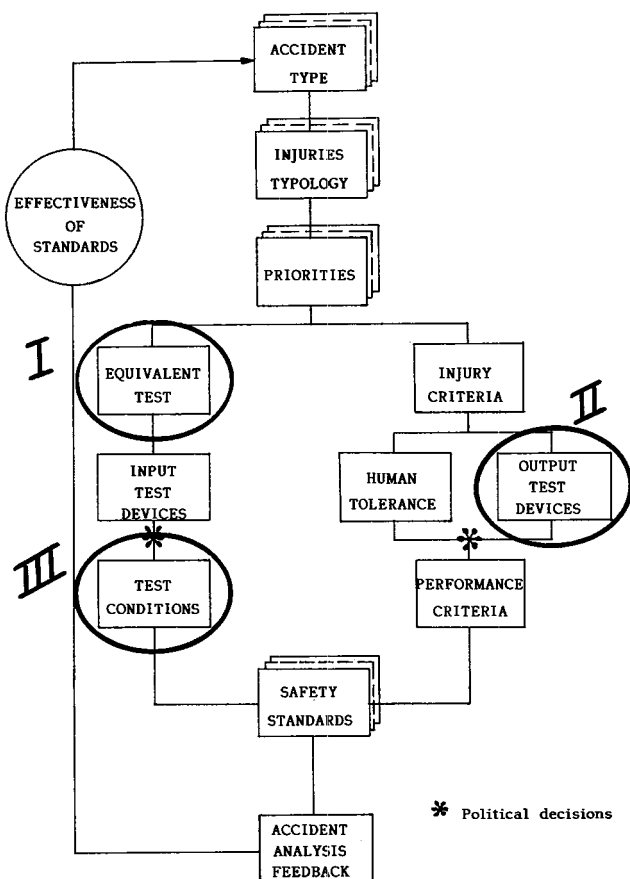 ACCIDENT
TYPE
INJURIES
TYPOLOGY
EFFECTIVENESS
OF
STANDARDS
PRIORITIES
I
EQUIVALENT
TEST
INJURY
CRITERIA
II
INPUT
TEST
DEVICES
HUMAN
TOLERANCE
OUTPUT
TEST
DEVICES
III
TEST
CONDITIONS
PERFORMANCE
CRITERIA
SAFETY
STANDARDS
* Political decisions
ACCIDENT
ANALYSIS
FEEDBACK